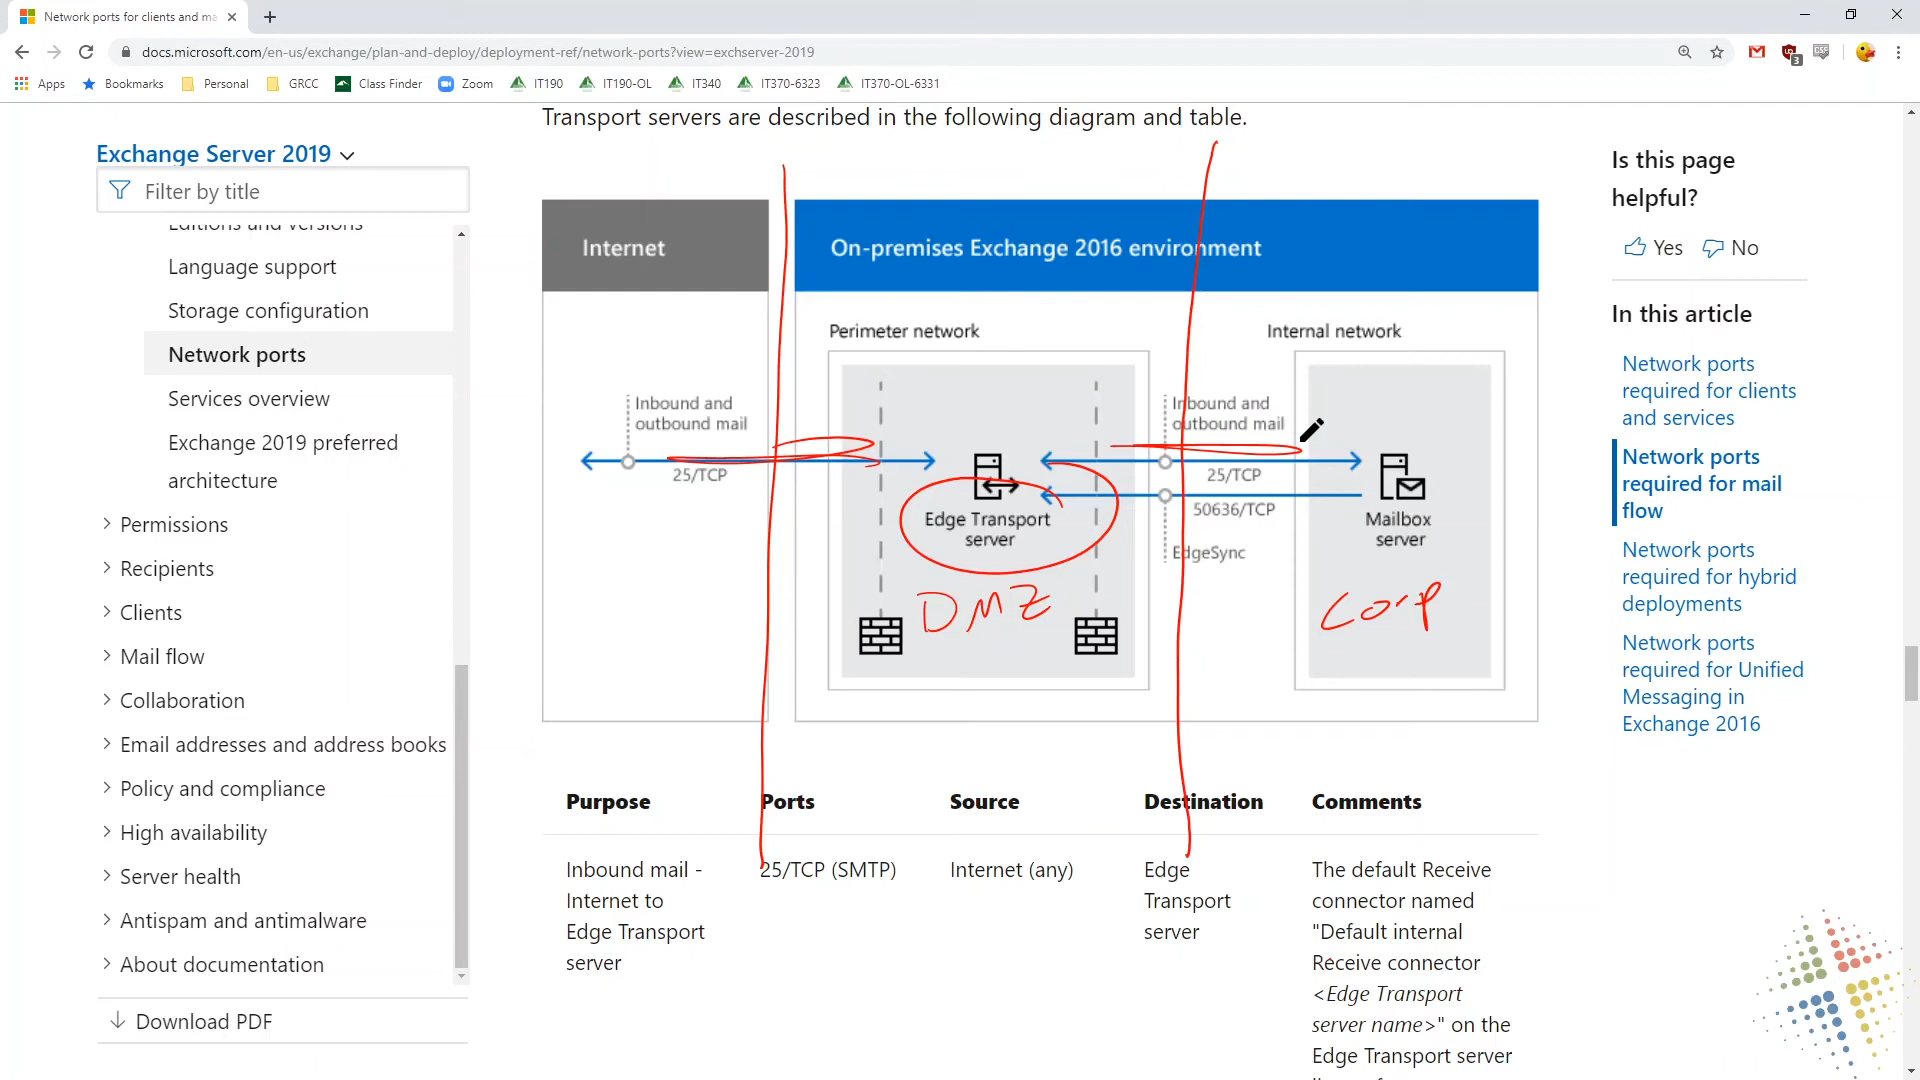 Network ports for clients and ma
docs.microsoft.com/en-us/exchange/plan-and-deploy/deployment-ref/network-ports?view=exchserver-2019
3
CSS
Apps
Bookmarks
Personal
GRCC
Class Finder
Zoom
IT190
IT190-OL
IT340
IT370-6323
IT370-OL-6331
Exchange Server 2019
Filter by title
Editions and versions
Language support
Storage configuration
Network ports
Services overview
Exchange 2019 preferred
architecture
Permissions
Recipients
Clients
Mail flow
Collaboration
Email addresses and address books
Policy and compliance
High availability
Server health
Antispam and antimalware
About documentation
Download PDF
Transport servers are described in the following diagram and table.
Internet
On-premises Exchange 2016 environment
Perimeter network
Internal network
Inbound and
outbound mail
25/TCP
Edge Transport
server
DMZ
Inbound and
outbound mail
25/TCP
50636/TCP
EdgeSync
Mailbox
server
Corp
Purpose Ports Source Destination Comments
Inbound mail -
Internet to
Edge Transport
server
25/TCP (SMTP)
Internet (any)
Edge
Transport
server
The default Receive
connector named
"Default internal
Receive connector
<Edge Transport
server name>" on the
Edge Transport server
Is this page
helpful?
Yes No
In this article
Network ports
required for clients
and services
Network ports
required for mail
flow
Network ports
required for hybrid
deployments
Network ports
required for Unified
Messaging in
Exchange 2016